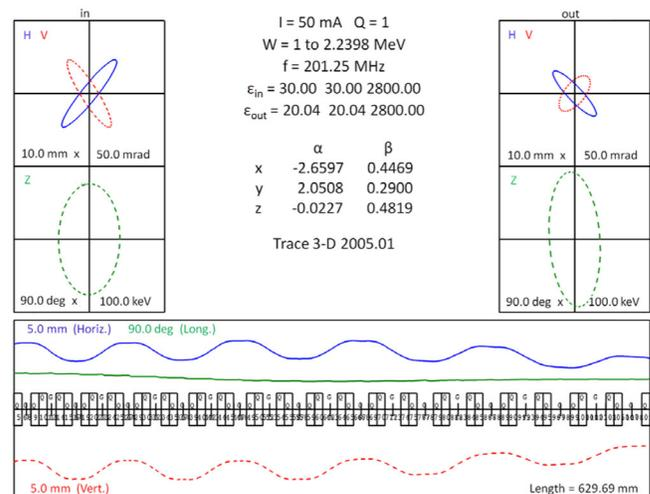 in
H V
10.0 mm x 50.0 mrad
Z
90.0 deg x 100.0 keV
I = 50 mA Q = 1
W = 1 to 2.2398 MeV
f = 201.25 MHz
εin = 30.00 30.00 2800.00
εout = 20.04 20.04 2800.00
α β
x -2.6597 0.4469
y 2.0508 0.2900
z -0.0227 0.4819
Trace 3-D 2005.01
out
H V
10.0 mm x 50.0 mrad
Z
90.0 deg x 100.0 keV
5.0 mm (Horiz.) 90.0 deg (Long.)
5.0 mm (Vert.)
Length = 629.69 mm